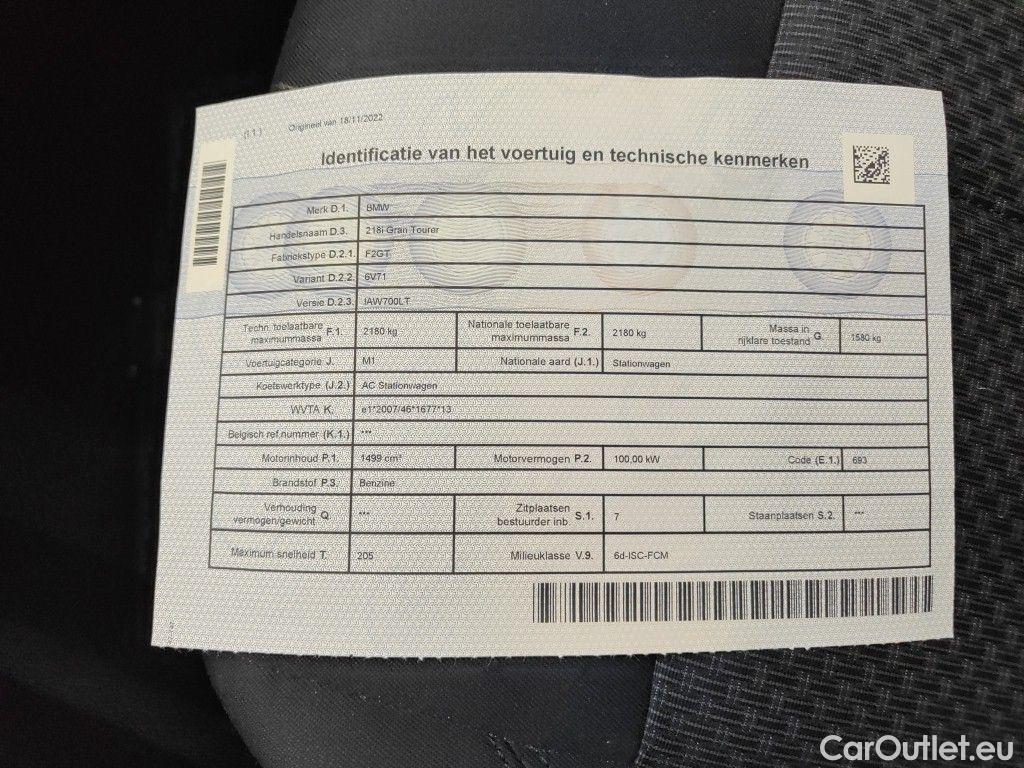 (I.1.) Origineel van 18/11/2022
Identificatie van het voertuig en technische kenmerken
Merk D.1. BMW
Handelsnaam D.3. 218i Gran Tourer
Fabriekstype D.2.1. F2GT
Variant D.2.2. 6V71
Versie D.2.3. IAW700LT
Techn. toelaatbare maximummassa F.1. 2180 kg Nationale toelaatbare maximummassa F.2. 2180 kg Massa in rijklare toestand G. 1580 kg
Voertuigcategorie J. M1 Nationale aard (J.1.) Stationwagen
Koetswerktype (J.2.) AC Stationwagen
WVTA K. e1*2007/46*1677*13
Belgisch ref.nummer (K.1.) ***
Motorinhoud P.1. 1499 cm³ Motorvermogen P.2. 100,00 kW Code (E.1.) 693
Brandstof P.3. Benzine
Verhouding vermogen/gewicht Q. *** Zitplaatsen bestuurder inb. S.1. 7 Staanplaatsen S.2. ***
Maximum snelheid T. 205 Milieuklasse V.9. 6d-ISC-FCM
CarOutlet.eu